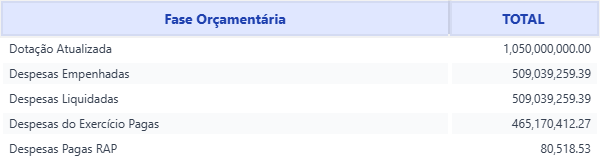 Fase Orçamentária TOTAL
Dotação Atualizada 1,050,000,000.00
Despesas Empenhadas 509,039,259.39
Despesas Liquidadas 509,039,259.39
Despesas do Exercício Pagas 465,170,412.27
Despesas Pagas RAP 80,518.53